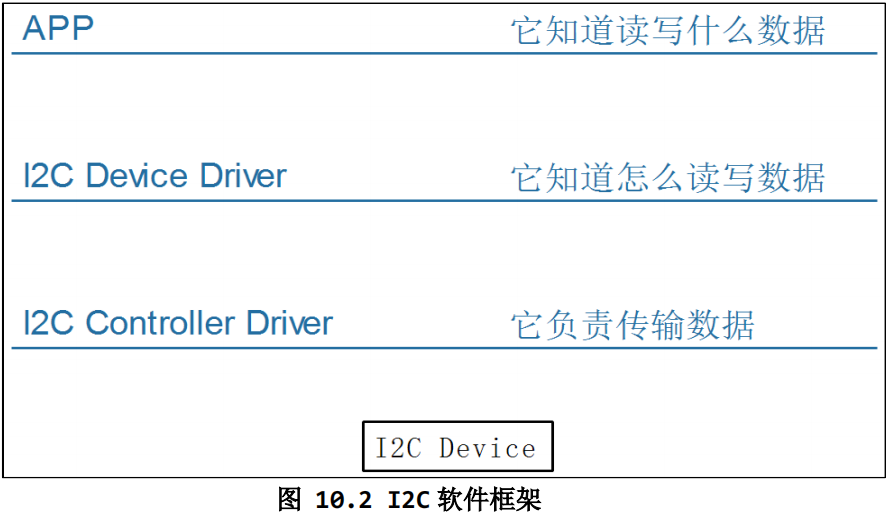 APP 它知道读写什么数据
I2C Device Driver 它知道怎么读写数据
I2C Controller Driver 它负责传输数据
I2C Device
图 10.2 I2C 软件框架